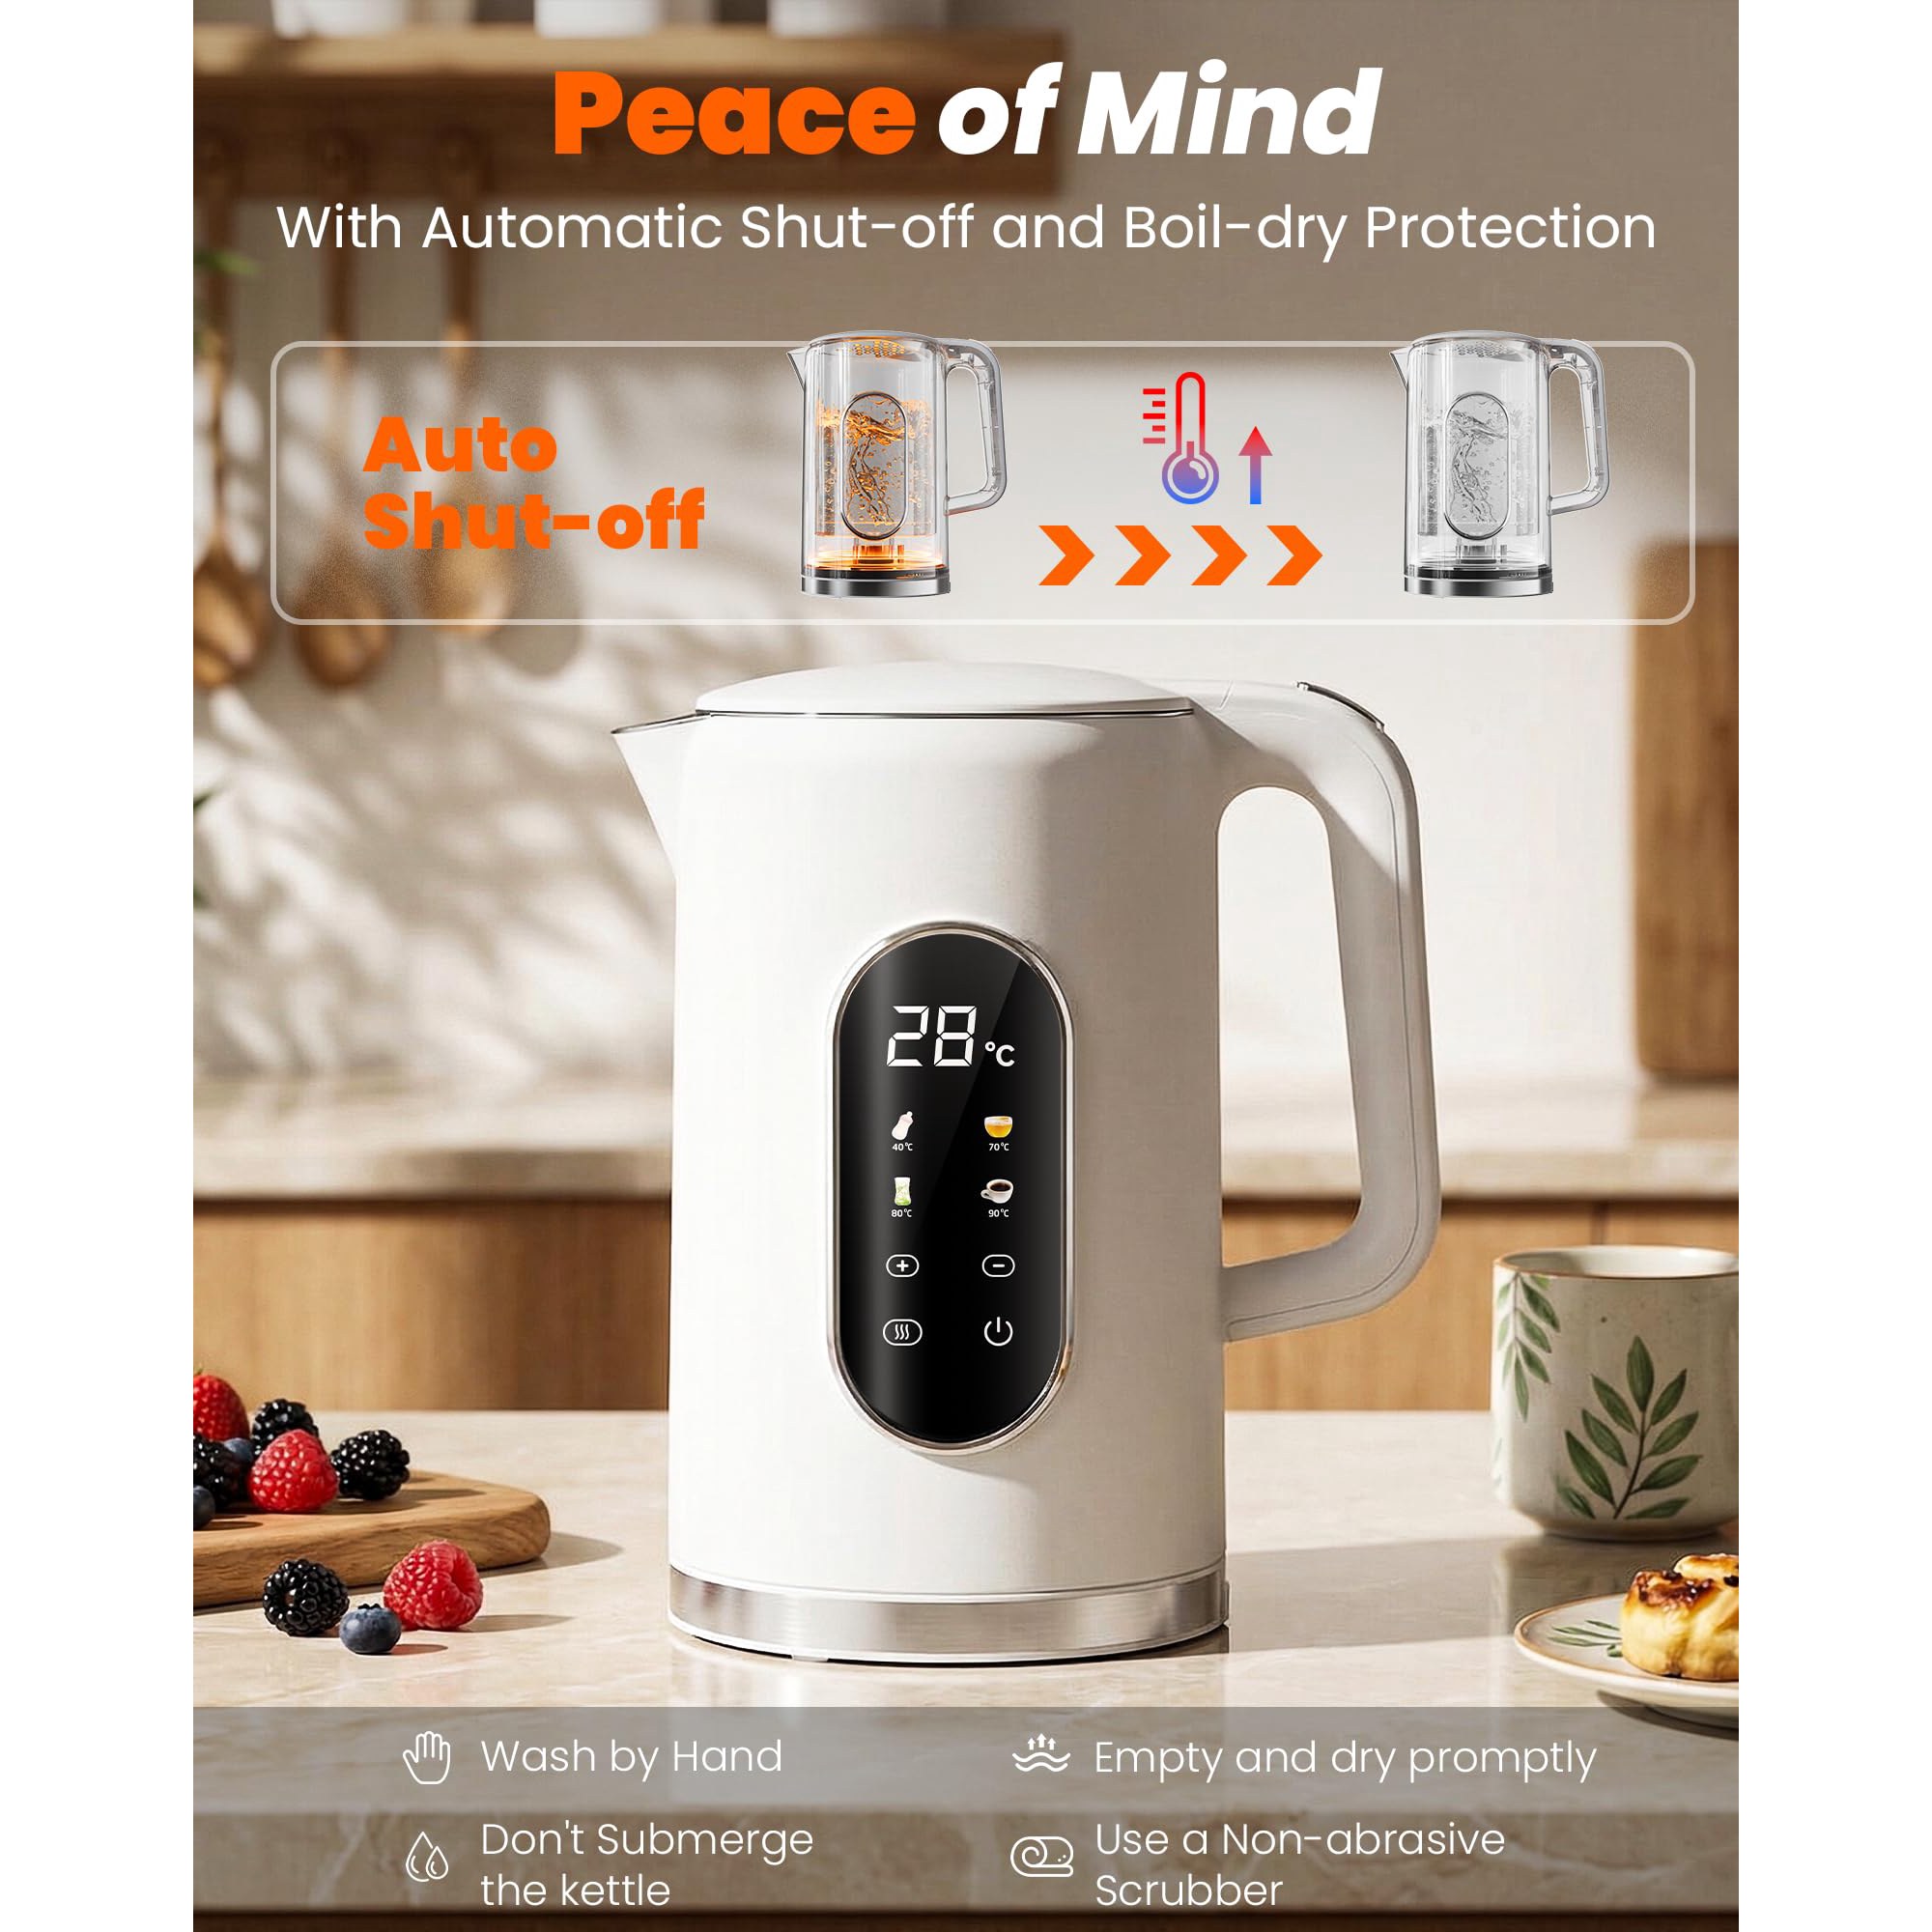 Peace of Mind
With Automatic Shut-off and Boil-dry Protection
Auto
Shut-off
28 °C
40°C 70°C
80°C 90°C
+ −
Wash by Hand
Empty and dry promptly
Don't Submerge
the kettle
Use a Non-abrasive
Scrubber